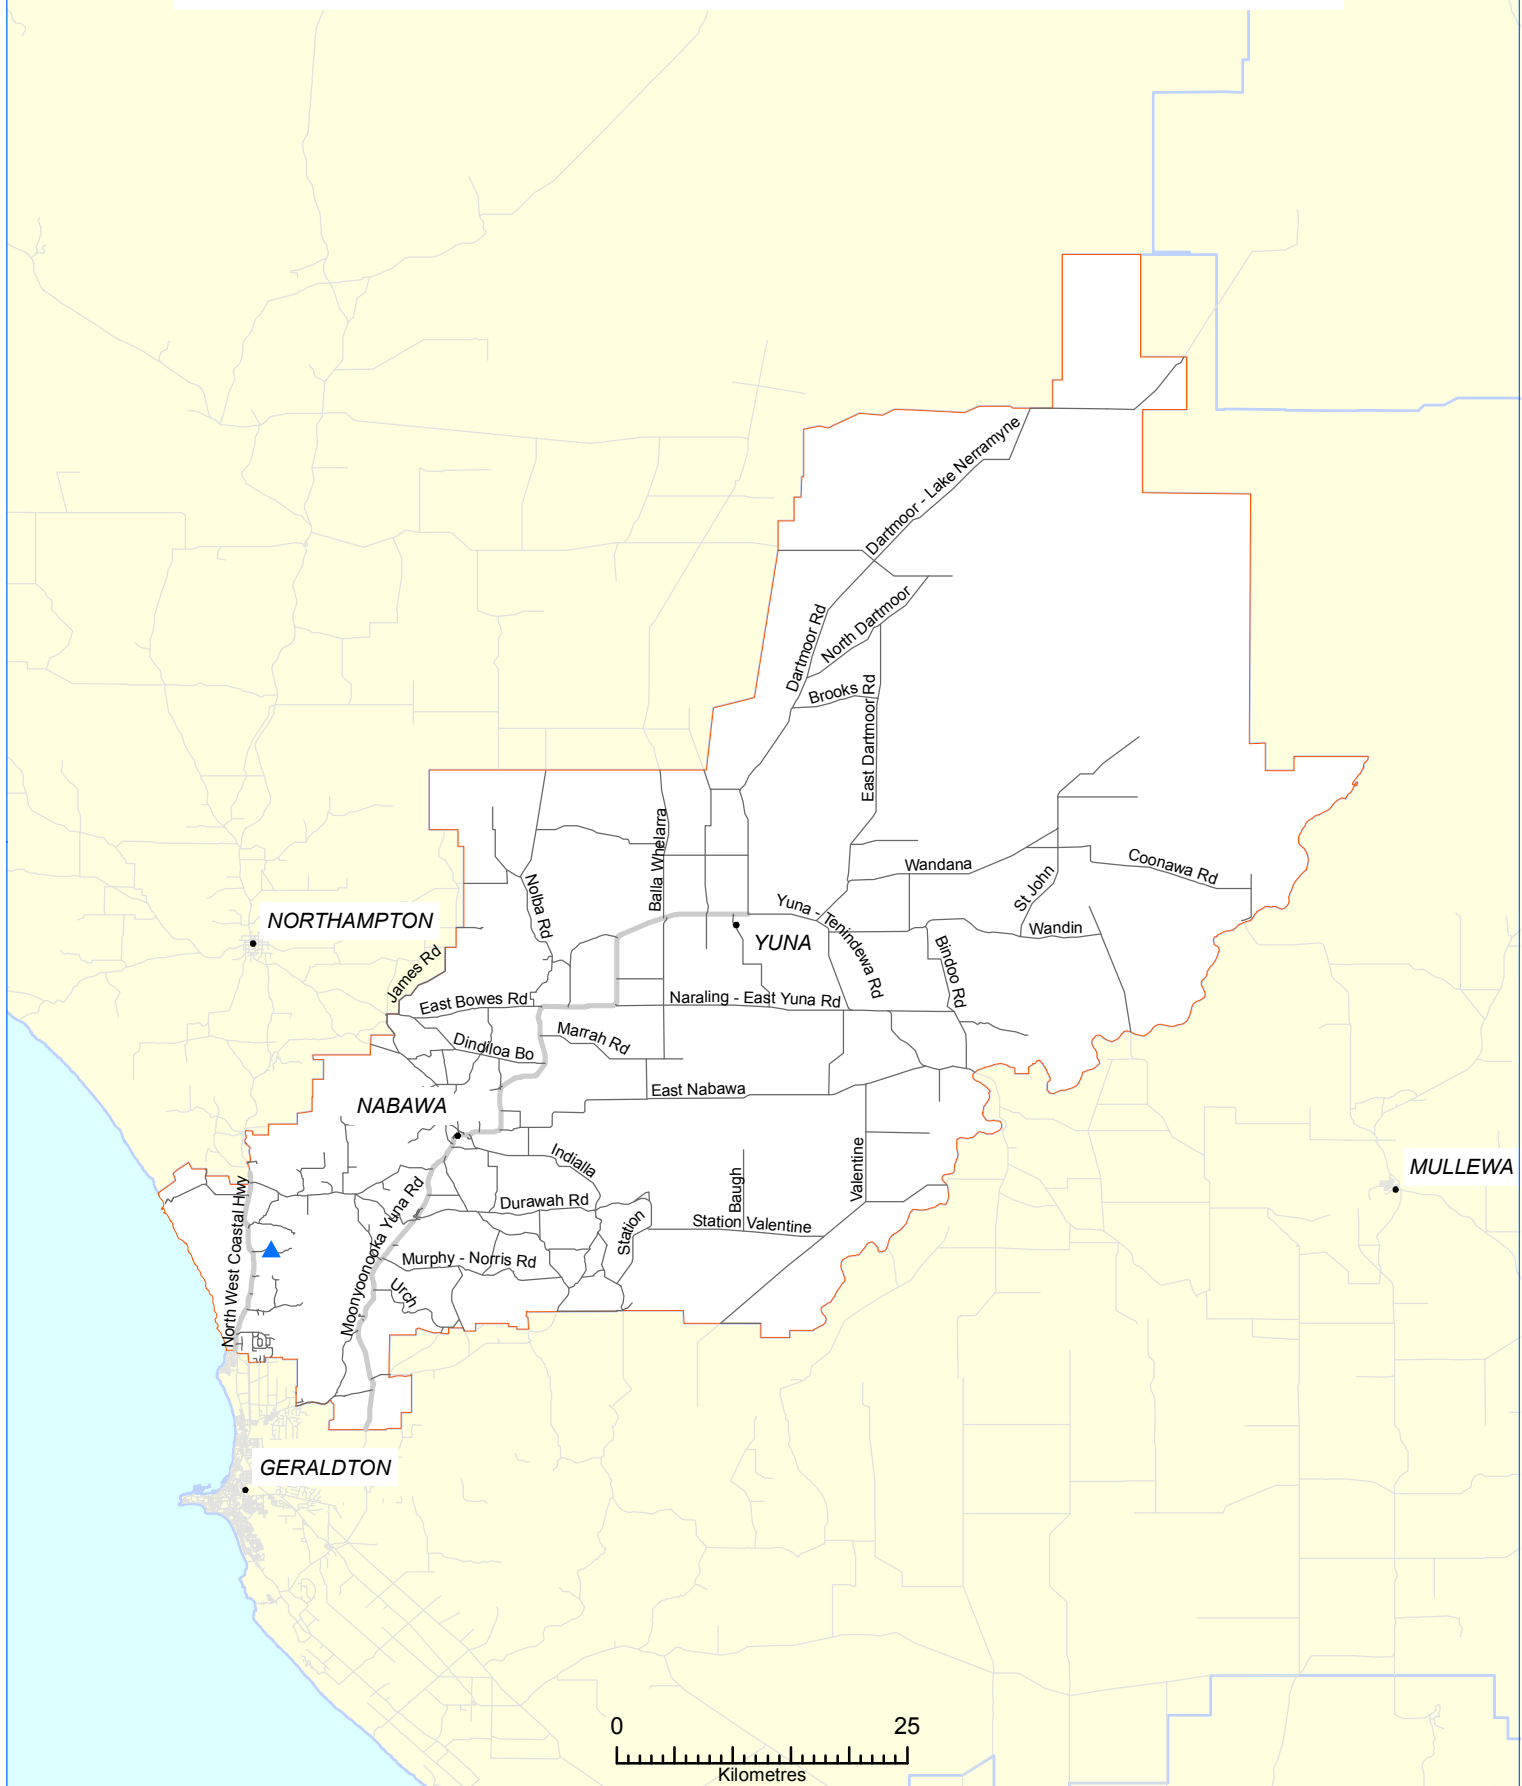 Dartmoor - Lake Nerramyne
North Dartmoor
Dartmoor Rd
Brooks
East Dartmoor Rd
Balla Whelarra
Wandana
Coonawa Rd
St John
Nolba Rd
Yuna - Tenindewa Rd
NORTHAMPTON
Wandin
YUNA
Bindoo Rd
James Rd
East Bowes Rd
Naraling - East Yuna Rd
Marrah Rd
Dindiloa Bo
East Nabawa
NABAWA
Indialla
Valentine
MULLEWA
Baugh
North West Coastal Hwy
Moonyoonooka Yuna Rd
Durawah Rd
Station
Station Valentine
Murphy - Norris Rd
Urch
GERALDTON
0 25
Kilometres